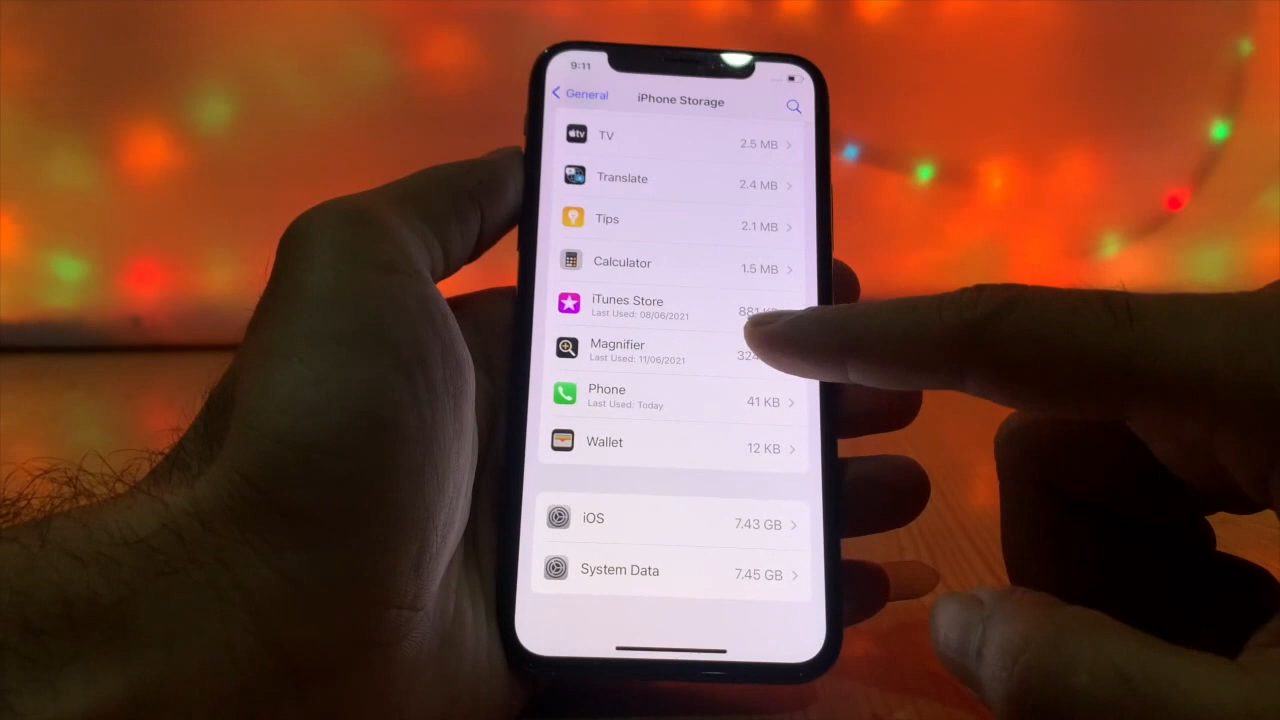 9:11
General
iPhone Storage
TV
2.5 MB
Translate
2.4 MB
Tips
2.1 MB
Calculator
1.5 MB
iTunes Store
Last Used: 08/06/2021
881
Magnifier
Last Used: 11/06/2021
324
Phone
Last Used: Today
41 KB
Wallet
12 KB
iOS
7.43 GB
System Data
7.45 GB